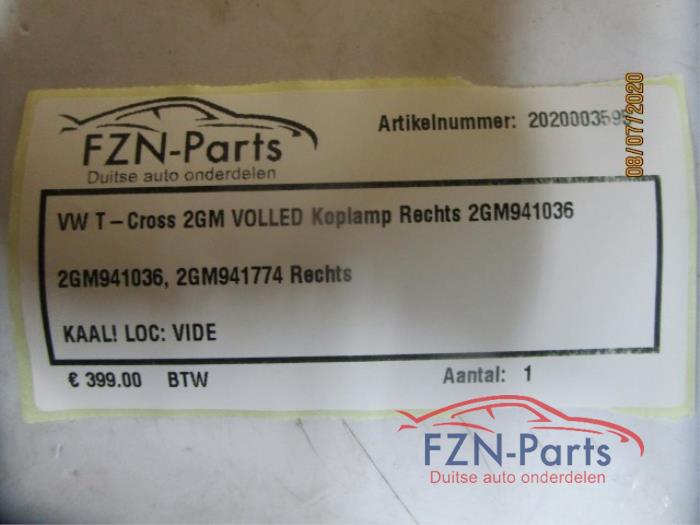 FZN-Parts
Duitse auto onderdelen
Artikelnummer: 2020003595
08/07/2020
VW T-Cross 2GM VOLLED Koplamp Rechts 2GM941036
2GM941036, 2GM941774 Rechts
KAAL! LOC: VIDE
€ 399.00 BTW
Aantal: 1
FZN-Parts
Duitse auto onderdelen